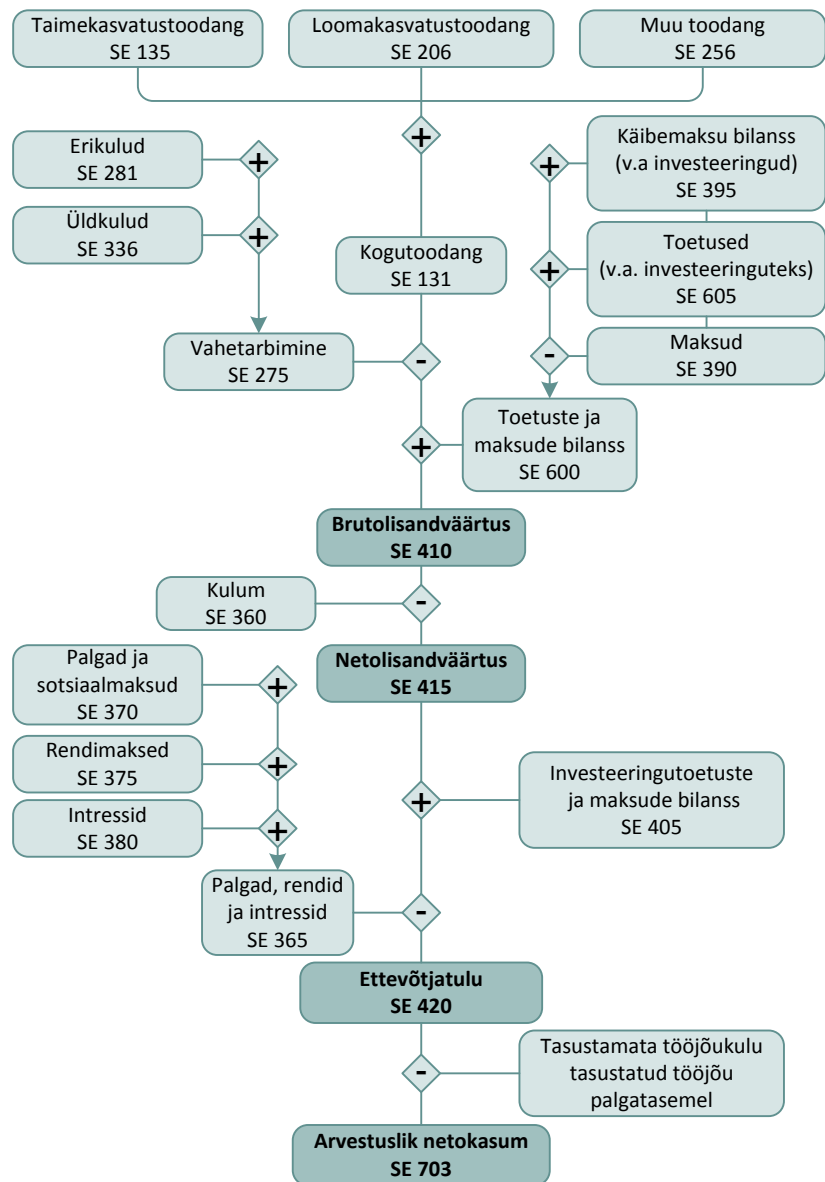 Taimekasvatustoodang
SE 135
Loomakasvatustoodang
SE 206
Muu toodang
SE 256
+
Erikulud
SE 281
+
Üldkulud
SE 336
+
Kogutoodang
SE 131
Käibemaksu bilanss
(v.a investeeringud)
SE 395
+
Toetused
(v.a. investeeringuteks)
SE 605
+
Maksud
SE 390
-
Vahetarbimine
SE 275
-
Toetuste ja
maksude bilanss
SE 600
+
Brutolisandväärtus
SE 410
Kulum
SE 360
-
Netolisandväärtus
SE 415
Palgad ja
sotsiaalmaksud
SE 370
+
Rendimaksed
SE 375
+
Intressid
SE 380
+
Investeeringutoetuste
ja maksude bilanss
SE 405
+
Palgad, rendid
ja intressid
SE 365
-
Ettevõtjatulu
SE 420
Tasustamata tööjõukulu
tasustatud tööjõu
palgatasemel
-
Arvestuslik netokasum
SE 703